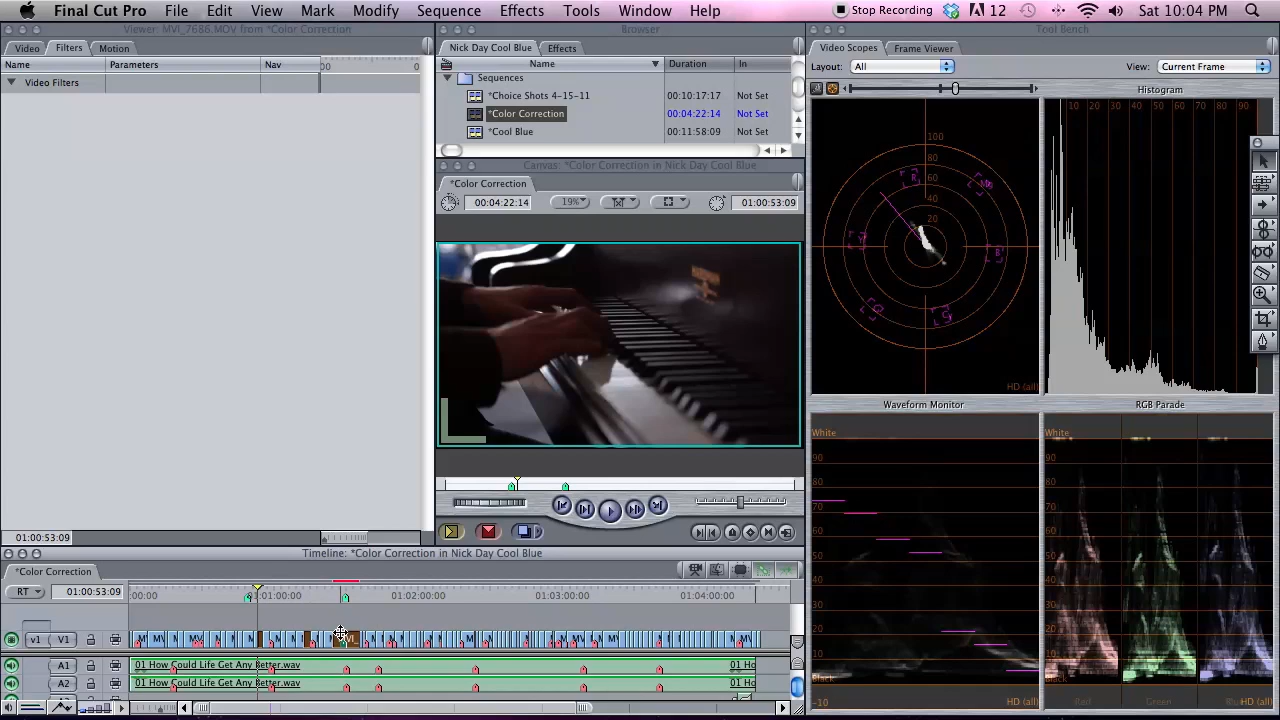 Final Cut Pro File Edit View Mark Modify Sequence Effects Tools Window Help Stop Recording 12 Sat 10:04 PM
Viewer: MVI_7686.MOV from *Color Correction
Video Filters Motion
Name Parameters Nav
Video Filters
01:00:53:09
Browser
Nick Day Cool Blue Effects
Name Duration In
Sequences
*Choice Shots 4-15-11 00:10:17:17 Not Set
*Color Correction 00:04:22:14 Not Set
*Cool Blue 00:11:58:09 Not Set
Canvas: *Color Correction in Nick Day Cool Blue
*Color Correction
00:04:22:14 19% 01:00:53:09
Tool Bench
Video Scopes Frame Viewer
Layout: All View: Current Frame
Histogram
10 20 30 40 50 60 70 80 90
100
80
60
40
20
R
B
HD (all)
Waveform Monitor RGB Parade
White White
90 90
80 80
70 70
60 60
50 50
40 40
30 30
20 20
10 10
Black
-10 HD (all) Red Green HD (all)
Timeline: *Color Correction in Nick Day Cool Blue
*Color Correction
RT 01:00:53:09 01:00:00 01:02:00:00 01:03:00:00 01:04:00:00
v1 V1
A1 01 How Could Life Get Any Better.wav 01 Ho
A2 01 How Could Life Get Any Better.wav 01 Ho